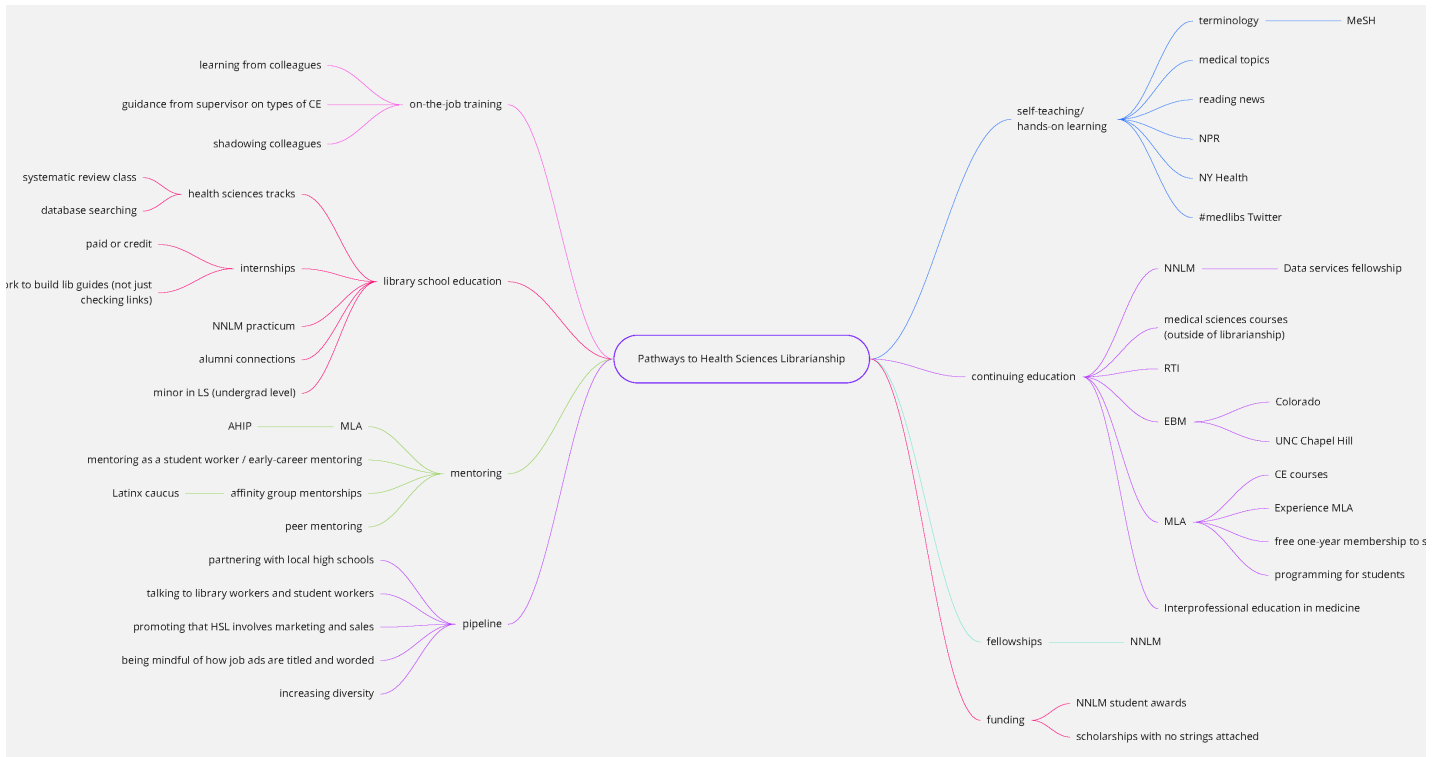 Pathways to Health Sciences Librarianship
on-the-job training
learning from colleagues
guidance from supervisor on types of CE
shadowing colleagues
library school education
health sciences tracks
systematic review class
database searching
internships
paid or credit
to build lib guides (not just
checking links)
NNLM practicum
alumni connections
minor in LS (undergrad level)
mentoring
MLA
AHIP
mentoring as a student worker / early-career mentoring
affinity group mentorships
Latinx caucus
peer mentoring
pipeline
partnering with local high schools
talking to library workers and student workers
promoting that HSL involves marketing and sales
being mindful of how job ads are titled and worded
increasing diversity
self-teaching/
hands-on learning
terminology
MeSH
medical topics
reading news
NPR
NY Health
#medlibs Twitter
continuing education
NNLM
Data services fellowship
medical sciences courses
(outside of librarianship)
RTI
EBM
Colorado
UNC Chapel Hill
MLA
CE courses
Experience MLA
free one-year membership to
programming for students
Interprofessional education in medicine
fellowships
NNLM
funding
NNLM student awards
scholarships with no strings attached